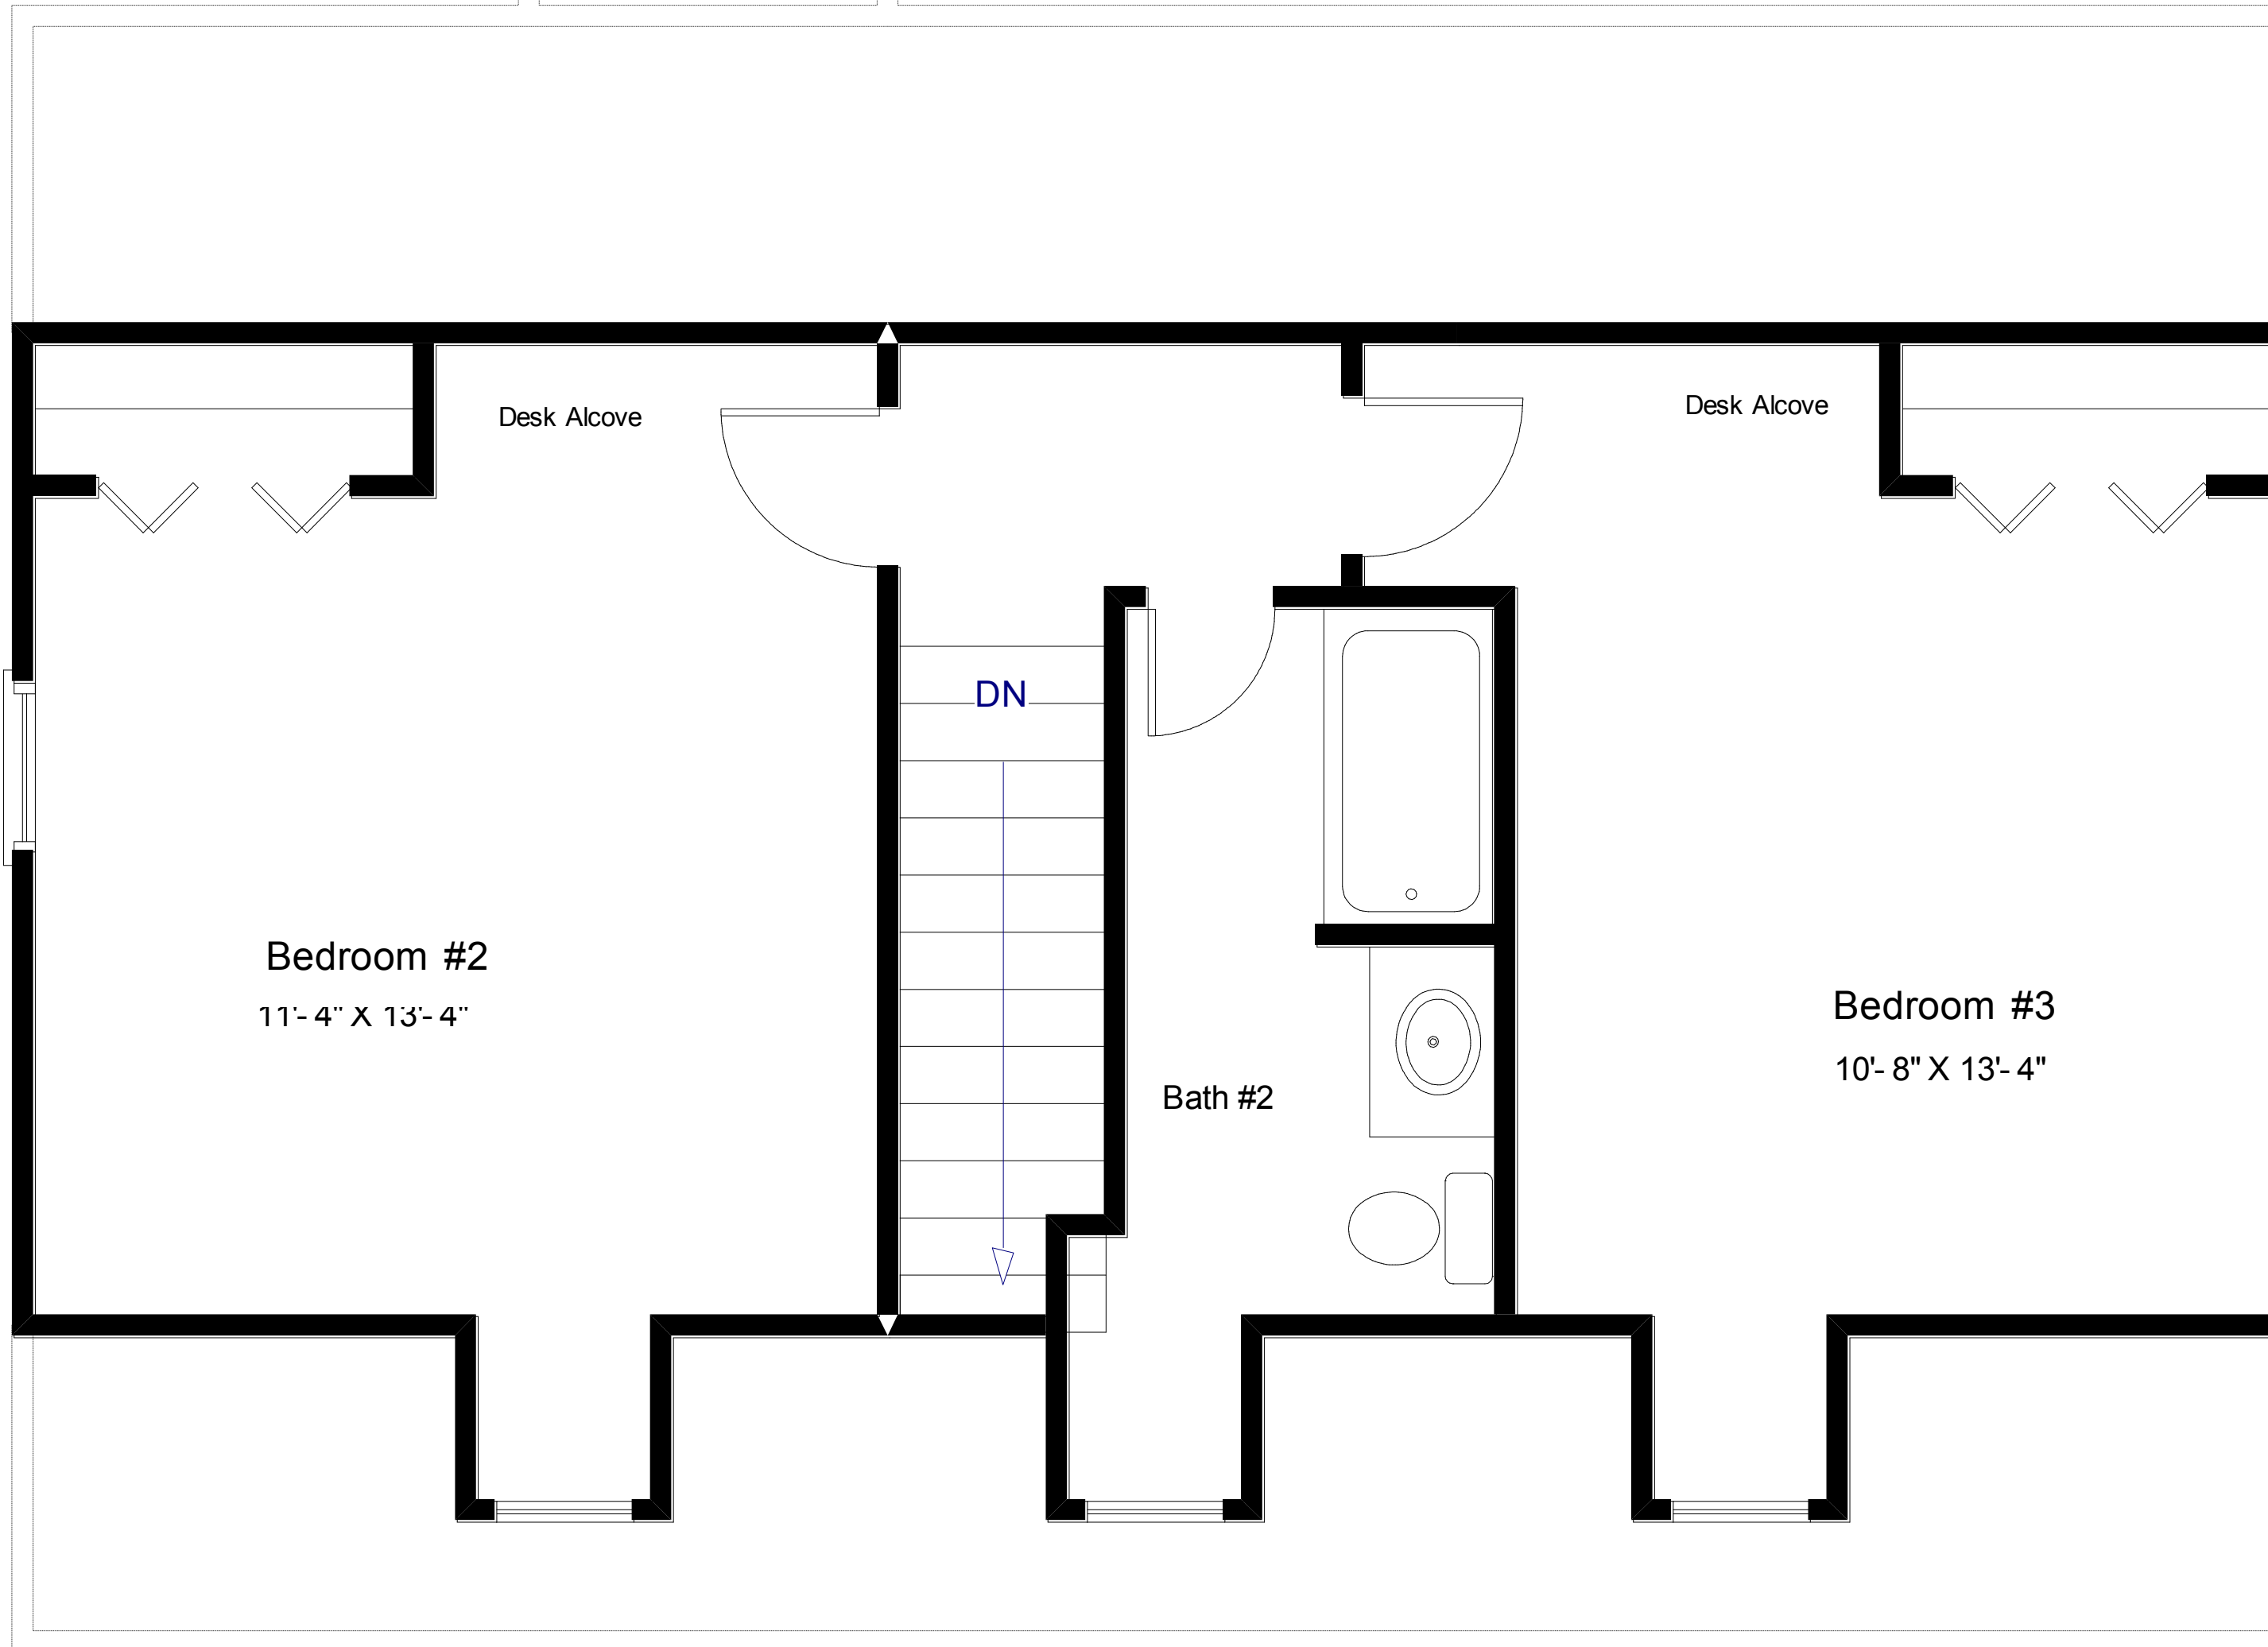 Desk Alcove
Desk Alcove
DN
Bedroom #2
11'- 4" X 13'- 4"
Bedroom #3
10'- 8" X 13'- 4"
Bath #2